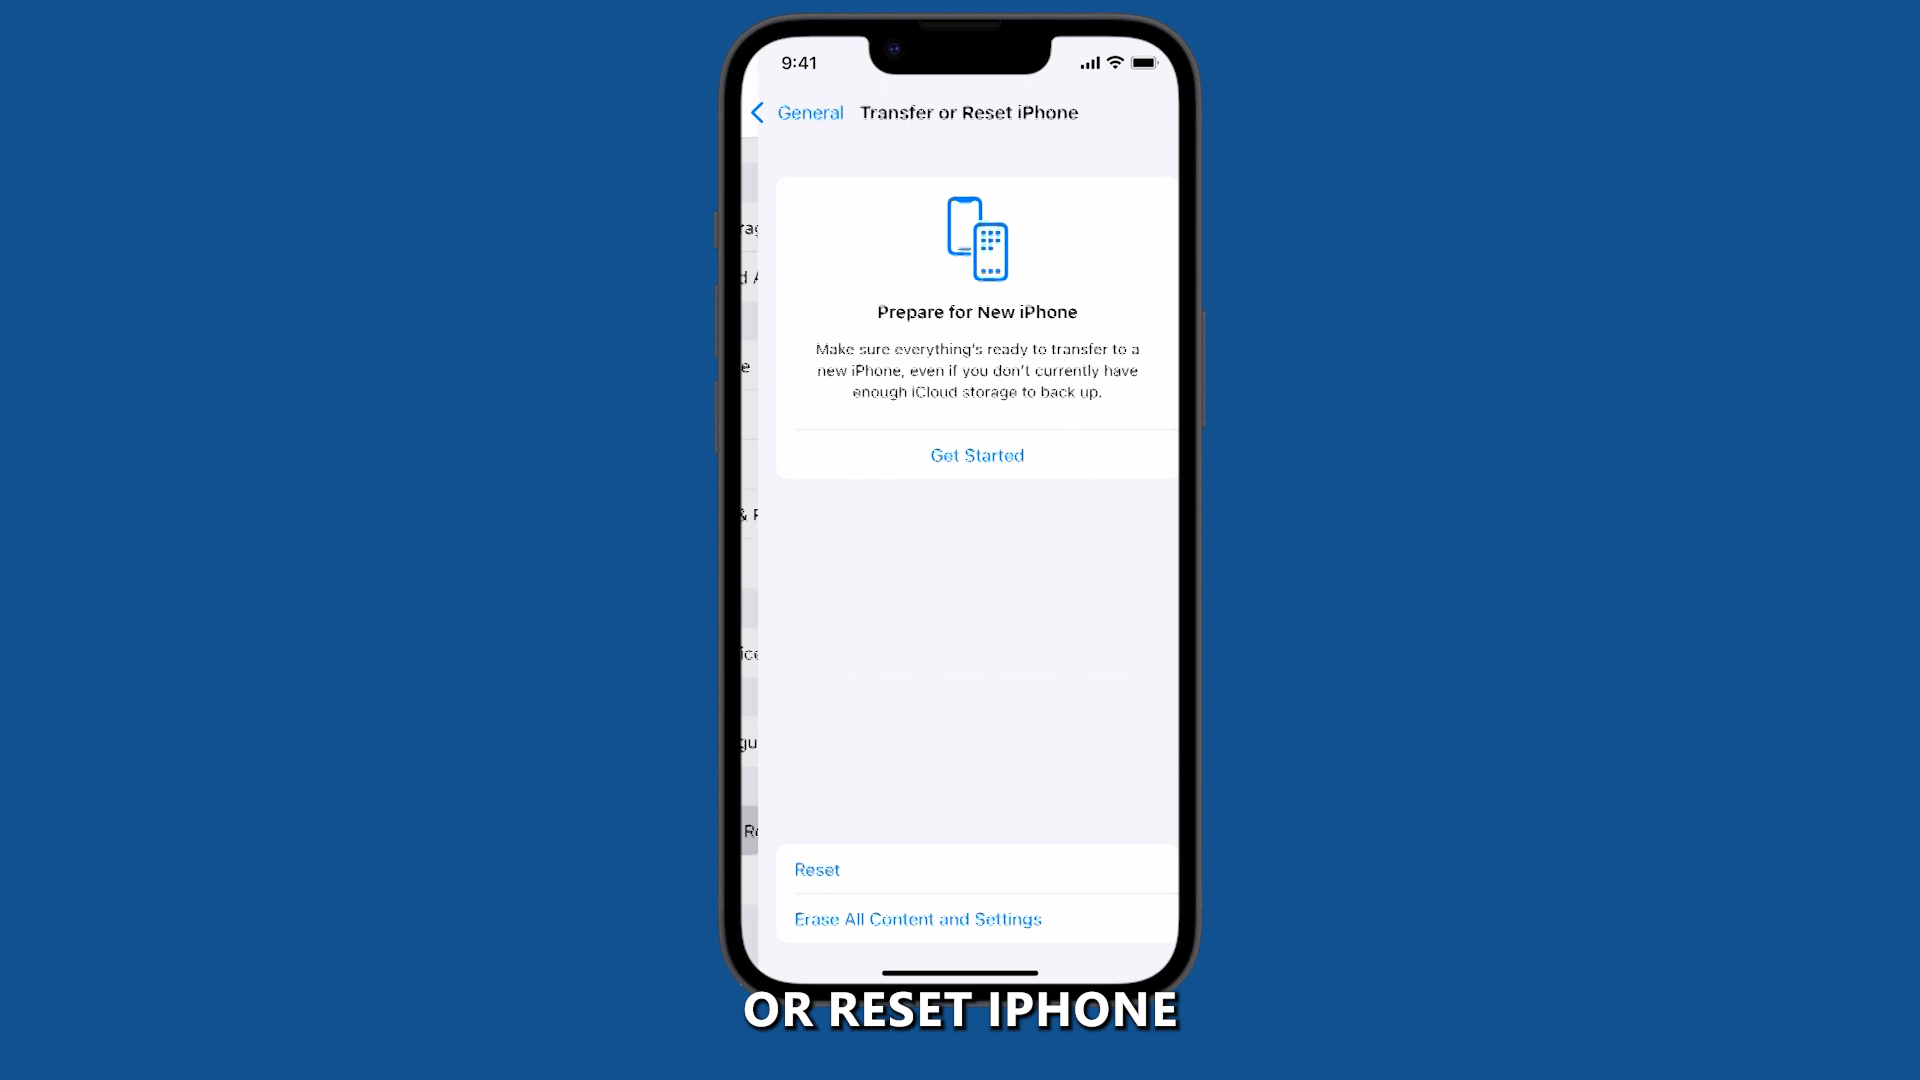 9:41
General Transfer or Reset iPhone
Prepare for New iPhone
Make sure everything's ready to transfer to a
new iPhone, even if you don't currently have
enough iCloud storage to back up.
Get Started
Reset
Erase All Content and Settings
OR RESET IPHONE